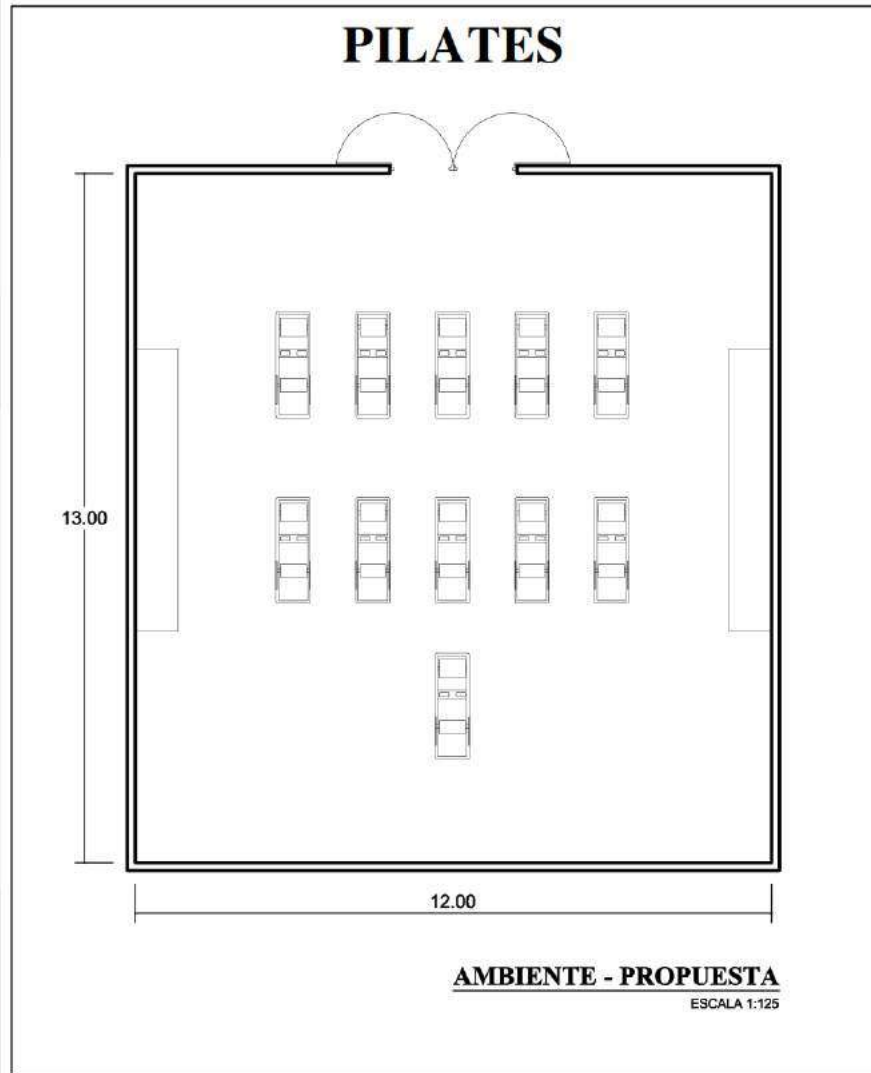 PILATES
13.00
12.00
AMBIENTE - PROPUESTA
ESCALA 1:125